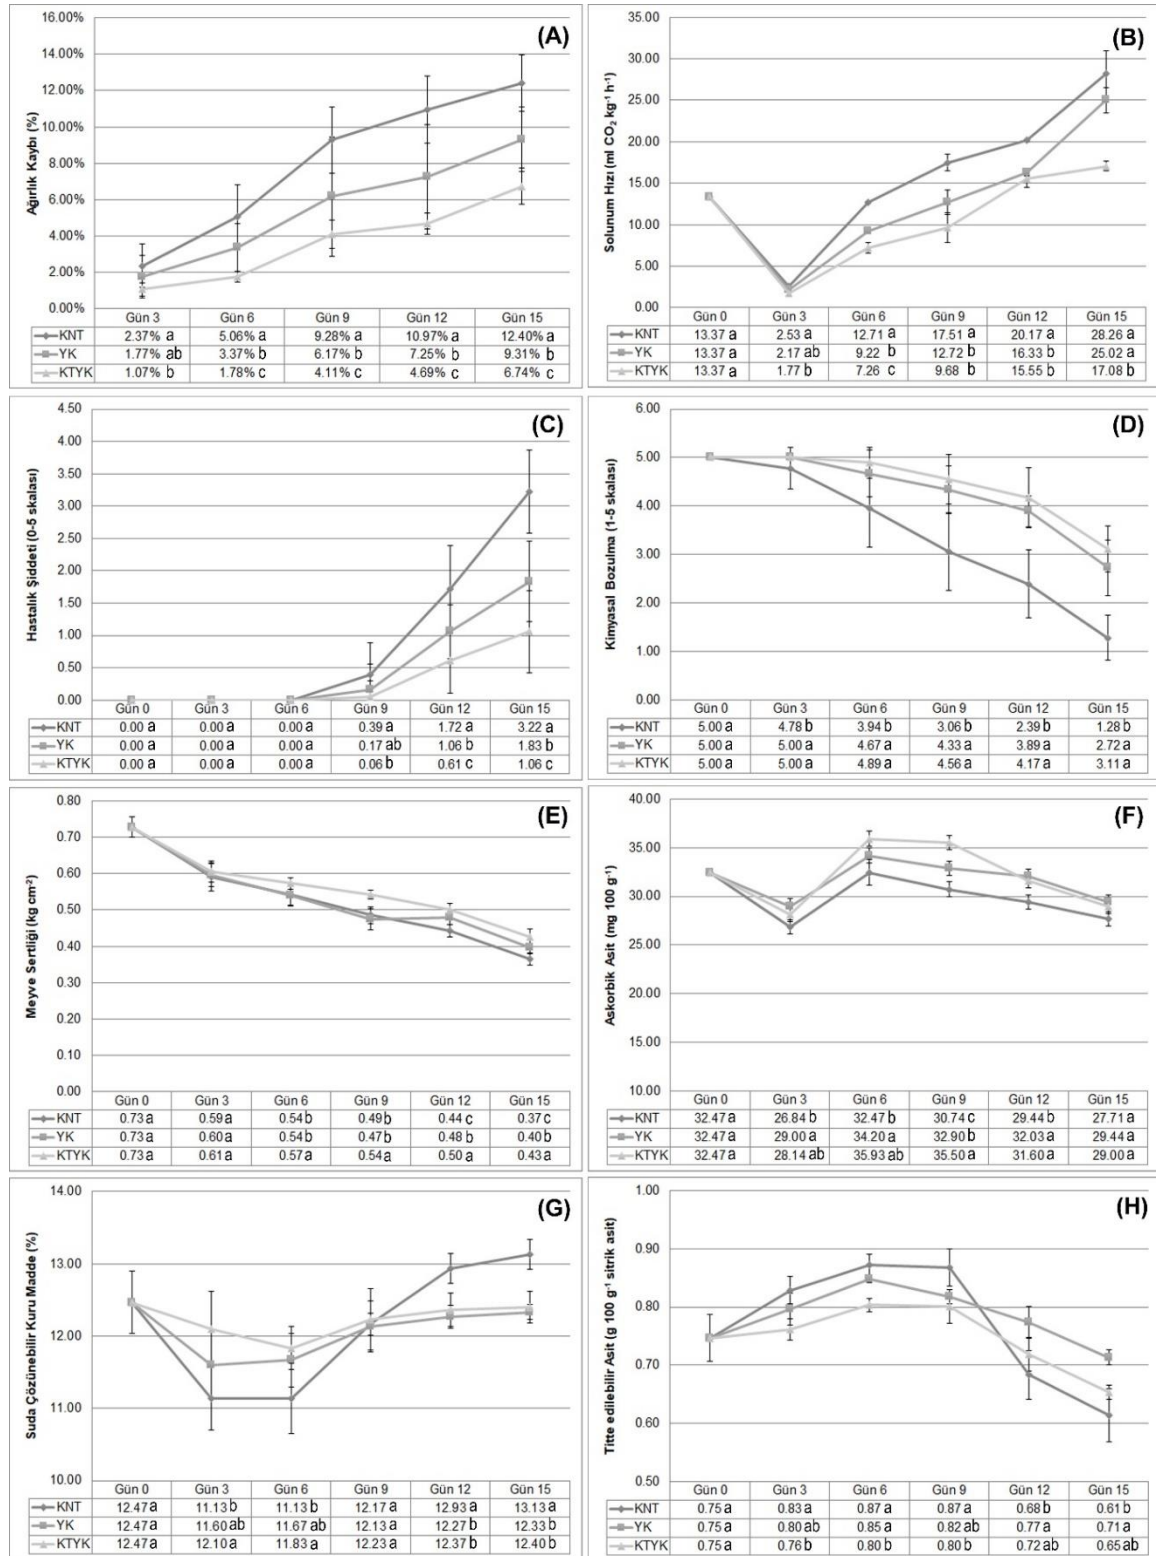 (A)
Ağırlık Kaybı (%)
16.00%
14.00%
12.00%
10.00%
8.00%
6.00%
4.00%
2.00%
0.00%
Gün 3 Gün 6 Gün 9 Gün 12 Gün 15
KNT 2.37% a 5.06% a 9.28% a 10.97% a 12.40% a
YK 1.77% ab 3.37% b 6.17% b 7.25% b 9.31% b
KTYK 1.07% b 1.78% c 4.11% c 4.69% c 6.74% c
(B)
Solunum Hızı (ml CO₂ kg⁻¹ h⁻¹)
35.00
30.00
25.00
20.00
15.00
10.00
5.00
0.00
Gün 0 Gün 3 Gün 6 Gün 9 Gün 12 Gün 15
KNT 13.37 a 2.53 a 12.71 a 17.51 a 20.17 a 28.26 a
YK 13.37 a 2.17 ab 9.22 b 12.72 b 16.33 b 25.02 a
KTYK 13.37 a 1.77 b 7.26 c 9.68 b 15.55 b 17.08 b
(C)
Hastalık Şiddeti (0-5 skalası)
4.50
4.00
3.50
3.00
2.50
2.00
1.50
1.00
0.50
0.00
Gün 0 Gün 3 Gün 6 Gün 9 Gün 12 Gün 15
KNT 0.00 a 0.00 a 0.00 a 0.39 a 1.72 a 3.22 a
YK 0.00 a 0.00 a 0.00 a 0.17 ab 1.06 b 1.83 b
KTYK 0.00 a 0.00 a 0.00 a 0.06 b 0.61 c 1.06 c
(D)
Kimyasal Bozulma (1-5 skalası)
6.00
5.00
4.00
3.00
2.00
1.00
0.00
Gün 0 Gün 3 Gün 6 Gün 9 Gün 12 Gün 15
KNT 5.00 a 4.78 b 3.94 b 3.06 b 2.39 b 1.28 b
YK 5.00 a 5.00 a 4.67 a 4.33 a 3.89 a 2.72 a
KTYK 5.00 a 5.00 a 4.89 a 4.56 a 4.17 a 3.11 a
(E)
Meyve Sertliği (kg cm⁻²)
0.80
0.70
0.60
0.50
0.40
0.30
0.20
0.10
0.00
Gün 0 Gün 3 Gün 6 Gün 9 Gün 12 Gün 15
KNT 0.73 a 0.59 a 0.54 b 0.49 b 0.44 c 0.37 c
YK 0.73 a 0.60 a 0.54 b 0.47 b 0.48 b 0.40 b
KTYK 0.73 a 0.61 a 0.57 a 0.54 a 0.50 a 0.43 a
(F)
Askorbik Asit (mg 100 g⁻¹)
40.00
35.00
30.00
25.00
20.00
15.00
10.00
Gün 0 Gün 3 Gün 6 Gün 9 Gün 12 Gün 15
KNT 32.47 a 26.84 b 32.47 b 30.74 c 29.44 b 27.71 a
YK 32.47 a 29.00 a 34.20 a 32.90 b 32.03 a 29.44 a
KTYK 32.47 a 28.14 ab 35.93 ab 35.50 a 31.60 a 29.00 a
(G)
Suda Çözünebilir Kuru Madde (%)
14.00
13.00
12.00
11.00
10.00
Gün 0 Gün 3 Gün 6 Gün 9 Gün 12 Gün 15
KNT 12.47 a 11.13 b 11.13 b 12.17 a 12.93 a 13.13 a
YK 12.47 a 11.60 ab 11.67 ab 12.13 a 12.27 b 12.33 b
KTYK 12.47 a 12.10 a 11.83 a 12.23 a 12.37 b 12.40 b
(H)
Titte edilebilir Asit (g 100 g⁻¹ sitrik asit)
1.00
0.90
0.80
0.70
0.60
0.50
Gün 0 Gün 3 Gün 6 Gün 9 Gün 12 Gün 15
KNT 0.75 a 0.83 a 0.87 a 0.87 a 0.68 b 0.61 b
YK 0.75 a 0.80 ab 0.85 a 0.82 ab 0.77 a 0.71 a
KTYK 0.75 a 0.76 b 0.80 b 0.80 b 0.72 ab 0.65 ab